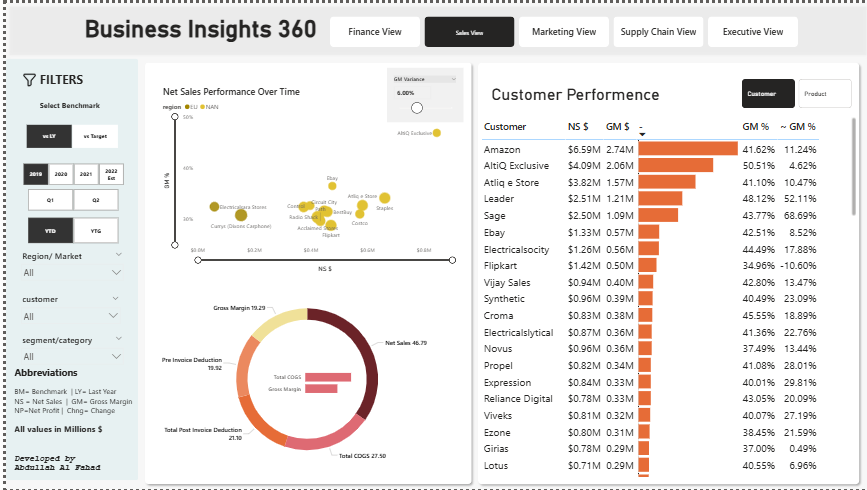 Business Insights 360
Finance View
Sales View
Marketing View
Supply Chain View
Executive View
FILTERS
Select Benchmark
vs LY
vs Target
2019
2020
2021
2022
Est
Q1
Q2
YTD
YTG
Region/ Market
All
customer
All
segment/category
All
Abbreviations
BM= Benchmark | LY= Last Year
NS = Net Sales | GM= Gross Margin
NP=Net Profit | Chng= Change
All values in Millions $
Developed by
Abdullah Al Fahad
Net Sales Performance Over Time
region EU NAN
GM Variance
6.00%
50%
40%
30%
GM %
AltiQ Exclusive
Ebay
Atliq e Store
Staples
Electricalsara Stores
Curnys (Dixons Carphone)
Circuit City
Radio Shack
BestBuy
Costco
Acclaimed Stores
Flipkart
$0.0M
$0.2M
$0.4M
$0.6M
$0.8M
NS $
Gross Margin 19.29
Net Sales 46.79
Pre Invoice Deduction
19.92
Total COGS
Gross Margin
Total Post Invoice Deduction
21.10
Total COGS 27.50
Customer Performence
Customer
Product
Customer NS $ GM $ - GM % ~ GM %
Amazon $6.59M 2.74M 41.62% 11.24%
AltiQ Exclusive $4.09M 2.06M 50.51% 4.62%
Atliq e Store $3.82M 1.57M 41.10% 10.47%
Leader $2.51M 1.21M 48.12% 52.11%
Sage $2.50M 1.09M 43.77% 68.69%
Ebay $1.33M 0.57M 42.51% 8.52%
Electricalsocity $1.26M 0.56M 44.49% 17.88%
Flipkart $1.42M 0.50M 34.96% -10.60%
Vijay Sales $0.94M 0.40M 42.80% 13.47%
Synthetic $0.96M 0.39M 40.49% 23.09%
Croma $0.83M 0.38M 45.55% 18.89%
Electricalslytical $0.87M 0.36M 41.36% 22.76%
Novus $0.96M 0.36M 37.49% 13.44%
Propel $0.82M 0.34M 41.08% 28.01%
Expression $0.84M 0.33M 40.01% 29.81%
Reliance Digital $0.78M 0.33M 43.05% 20.09%
Viveks $0.81M 0.32M 40.07% 27.19%
Ezone $0.80M 0.31M 38.45% 21.59%
Girias $0.78M 0.29M 37.00% 0.49%
Lotus $0.71M 0.29M 40.55% 6.96%